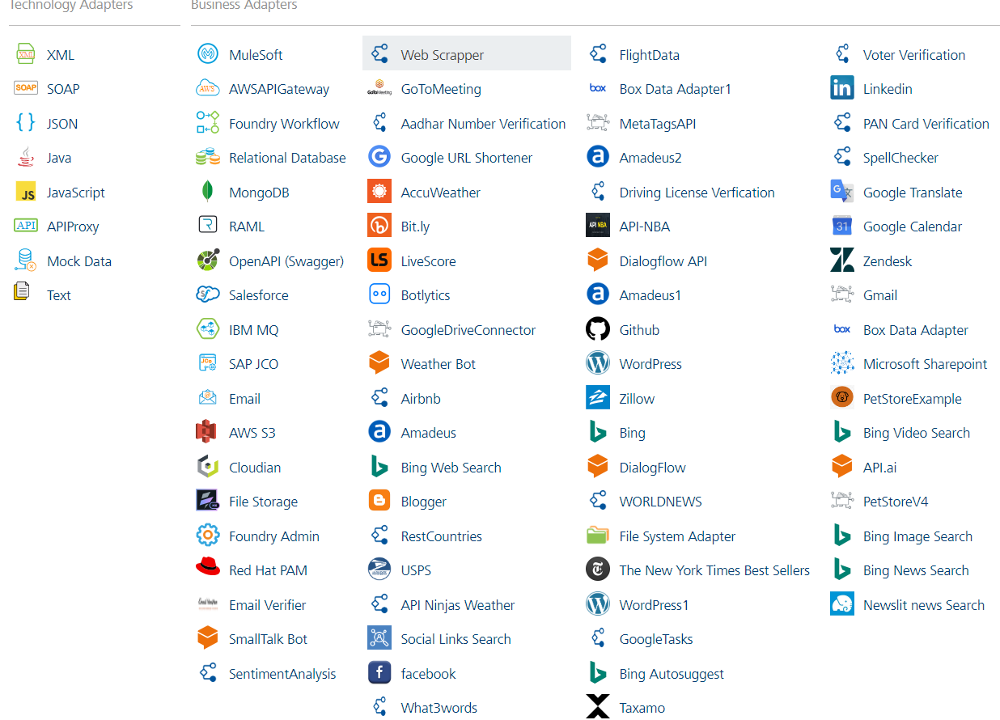 Technology Adapters
Business Adapters
XML
SOAP
JSON
Java
JavaScript
APIProxy
Mock Data
Text
MuleSoft
AWSAPIGateway
Foundry Workflow
Relational Database
MongoDB
RAML
OpenAPI (Swagger)
Salesforce
IBM MQ
SAP JCO
Email
AWS S3
Cloudian
File Storage
Foundry Admin
Red Hat PAM
Email Verifier
SmallTalk Bot
SentimentAnalysis
Web Scrapper
GoToMeeting
Aadhar Number Verification
Google URL Shortener
AccuWeather
Bit.ly
LiveScore
Botlytics
GoogleDriveConnector
Weather Bot
Airbnb
Amadeus
Bing Web Search
Blogger
RestCountries
USPS
API Ninjas Weather
Social Links Search
facebook
What3words
FlightData
Box Data Adapter1
MetaTagsAPI
Amadeus2
Driving License Verfication
API-NBA
Dialogflow API
Amadeus1
Github
WordPress
Zillow
Bing
DialogFlow
WORLDNEWS
File System Adapter
The New York Times Best Sellers
WordPress1
GoogleTasks
Bing Autosuggest
Taxamo
Voter Verification
Linkedin
PAN Card Verification
SpellChecker
Google Translate
Google Calendar
Zendesk
Gmail
Box Data Adapter
Microsoft Sharepoint
PetStoreExample
Bing Video Search
API.ai
PetStoreV4
Bing Image Search
Bing News Search
Newslit news Search